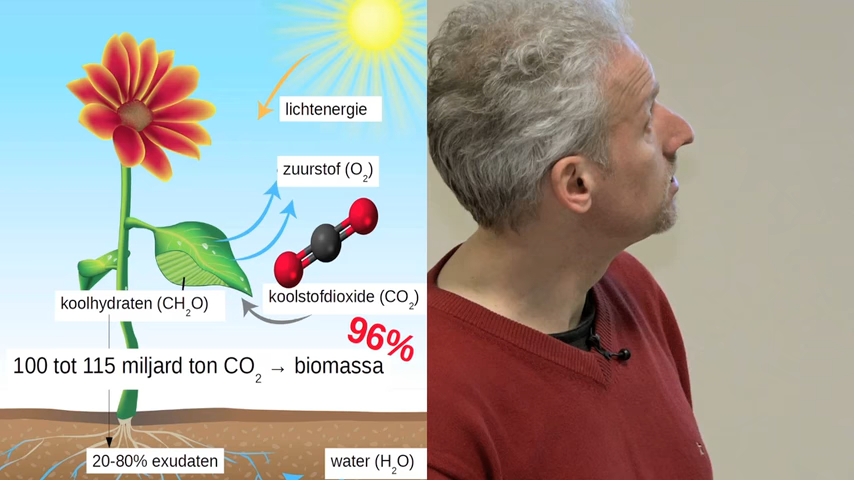 lichtenergie
zuurstof (O₂)
koolhydraten (CH₂O)
koolstofdioxide (CO₂)
96%
100 tot 115 miljard ton CO₂ → biomassa
20-80% exudaten
water (H₂O)